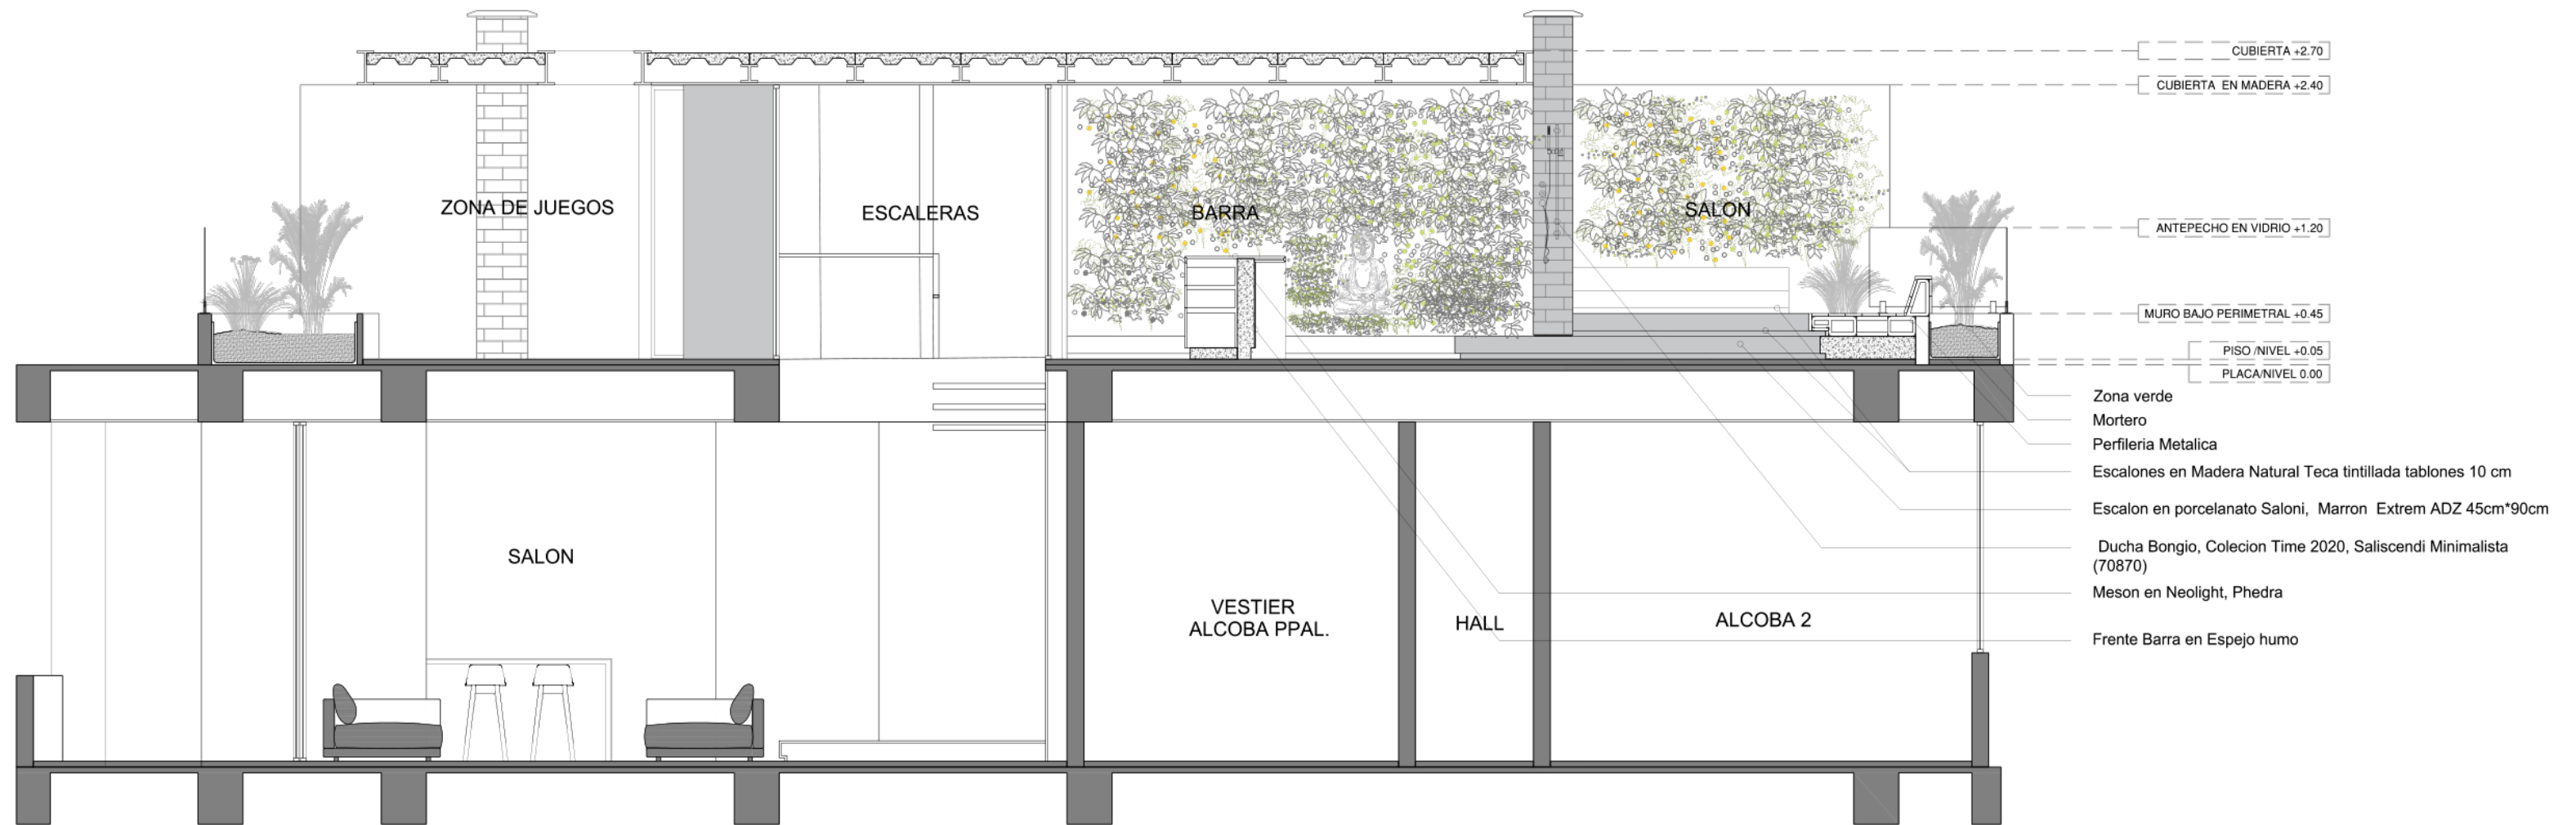 CUBIERTA +2.70
CUBIERTA EN MADERA +2.40
ZONA DE JUEGOS
ESCALERAS
BARRA
SALON
ANTEPECHO EN VIDRIO +1.20
MURO BAJO PERIMETRAL +0.45
PISO /NIVEL +0.05
PLACA/NIVEL 0.00
Zona verde
Mortero
Perfileria Metalica
Escalones en Madera Natural Teca tintillada tablones 10 cm
Escalon en porcelanato Saloni, Marron Extrem ADZ 45cm*90cm
Ducha Bongio, Colecion Time 2020, Saliscendi Minimalista
(70870)
Meson en Neolight, Phedra
Frente Barra en Espejo humo
SALON
VESTIER
ALCOBA PPAL.
HALL
ALCOBA 2